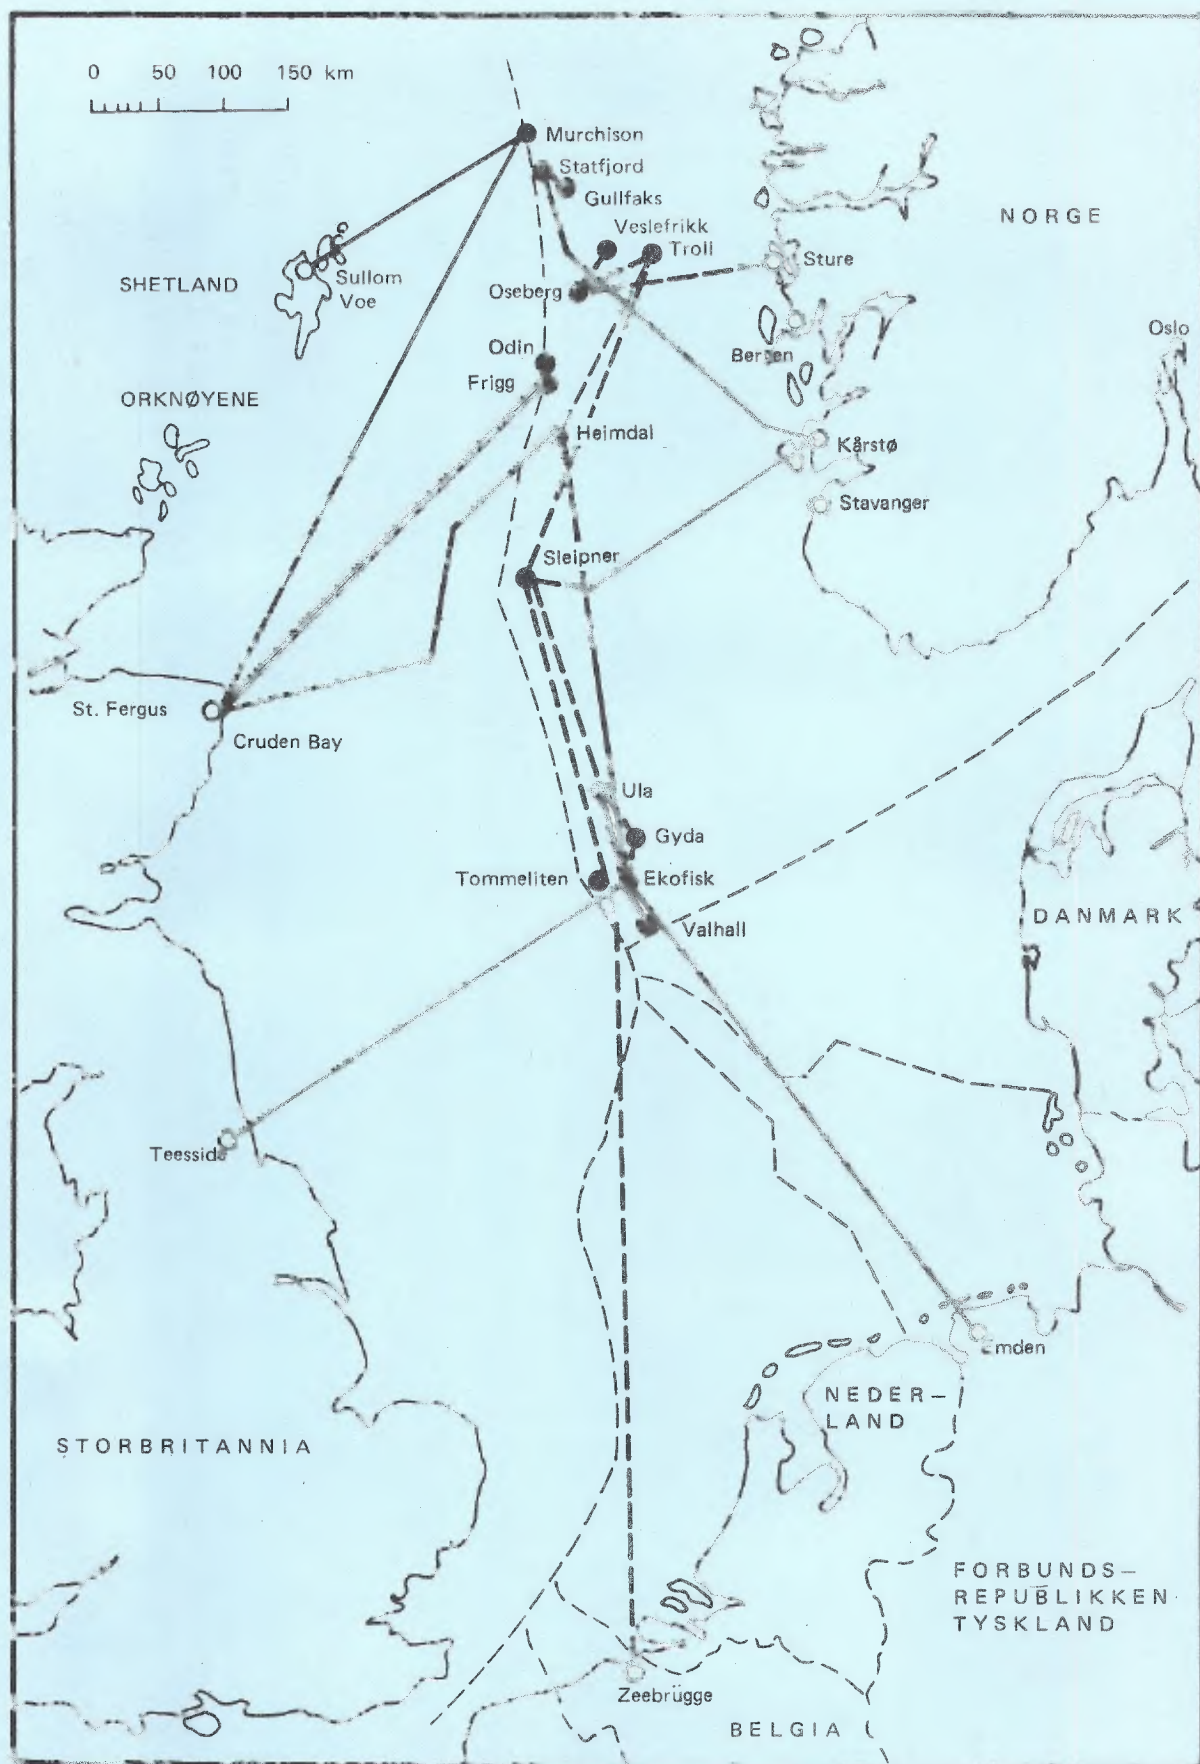 0 50 100 150 km
Murchison
Statfjord
Gullfaks
Veslefrikk
Troll
NORGE
Sture
SHETLAND
Sullom
Voe
Oseberg
Oslo
Odin
Bergen
Frigg
ORKNØYENE
Heimdal
Kårstø
Stavanger
Sleipner
St. Fergus
Cruden Bay
Ula
Gyda
Tommeliten
Ekofisk
DANMARK
Valhall
Teesside
Emden
NEDER-
LAND
STORBRITANNIA
FORBUNDS-
REPUBLIKKEN
TYSKLAND
Zeebrügge
BELGIA